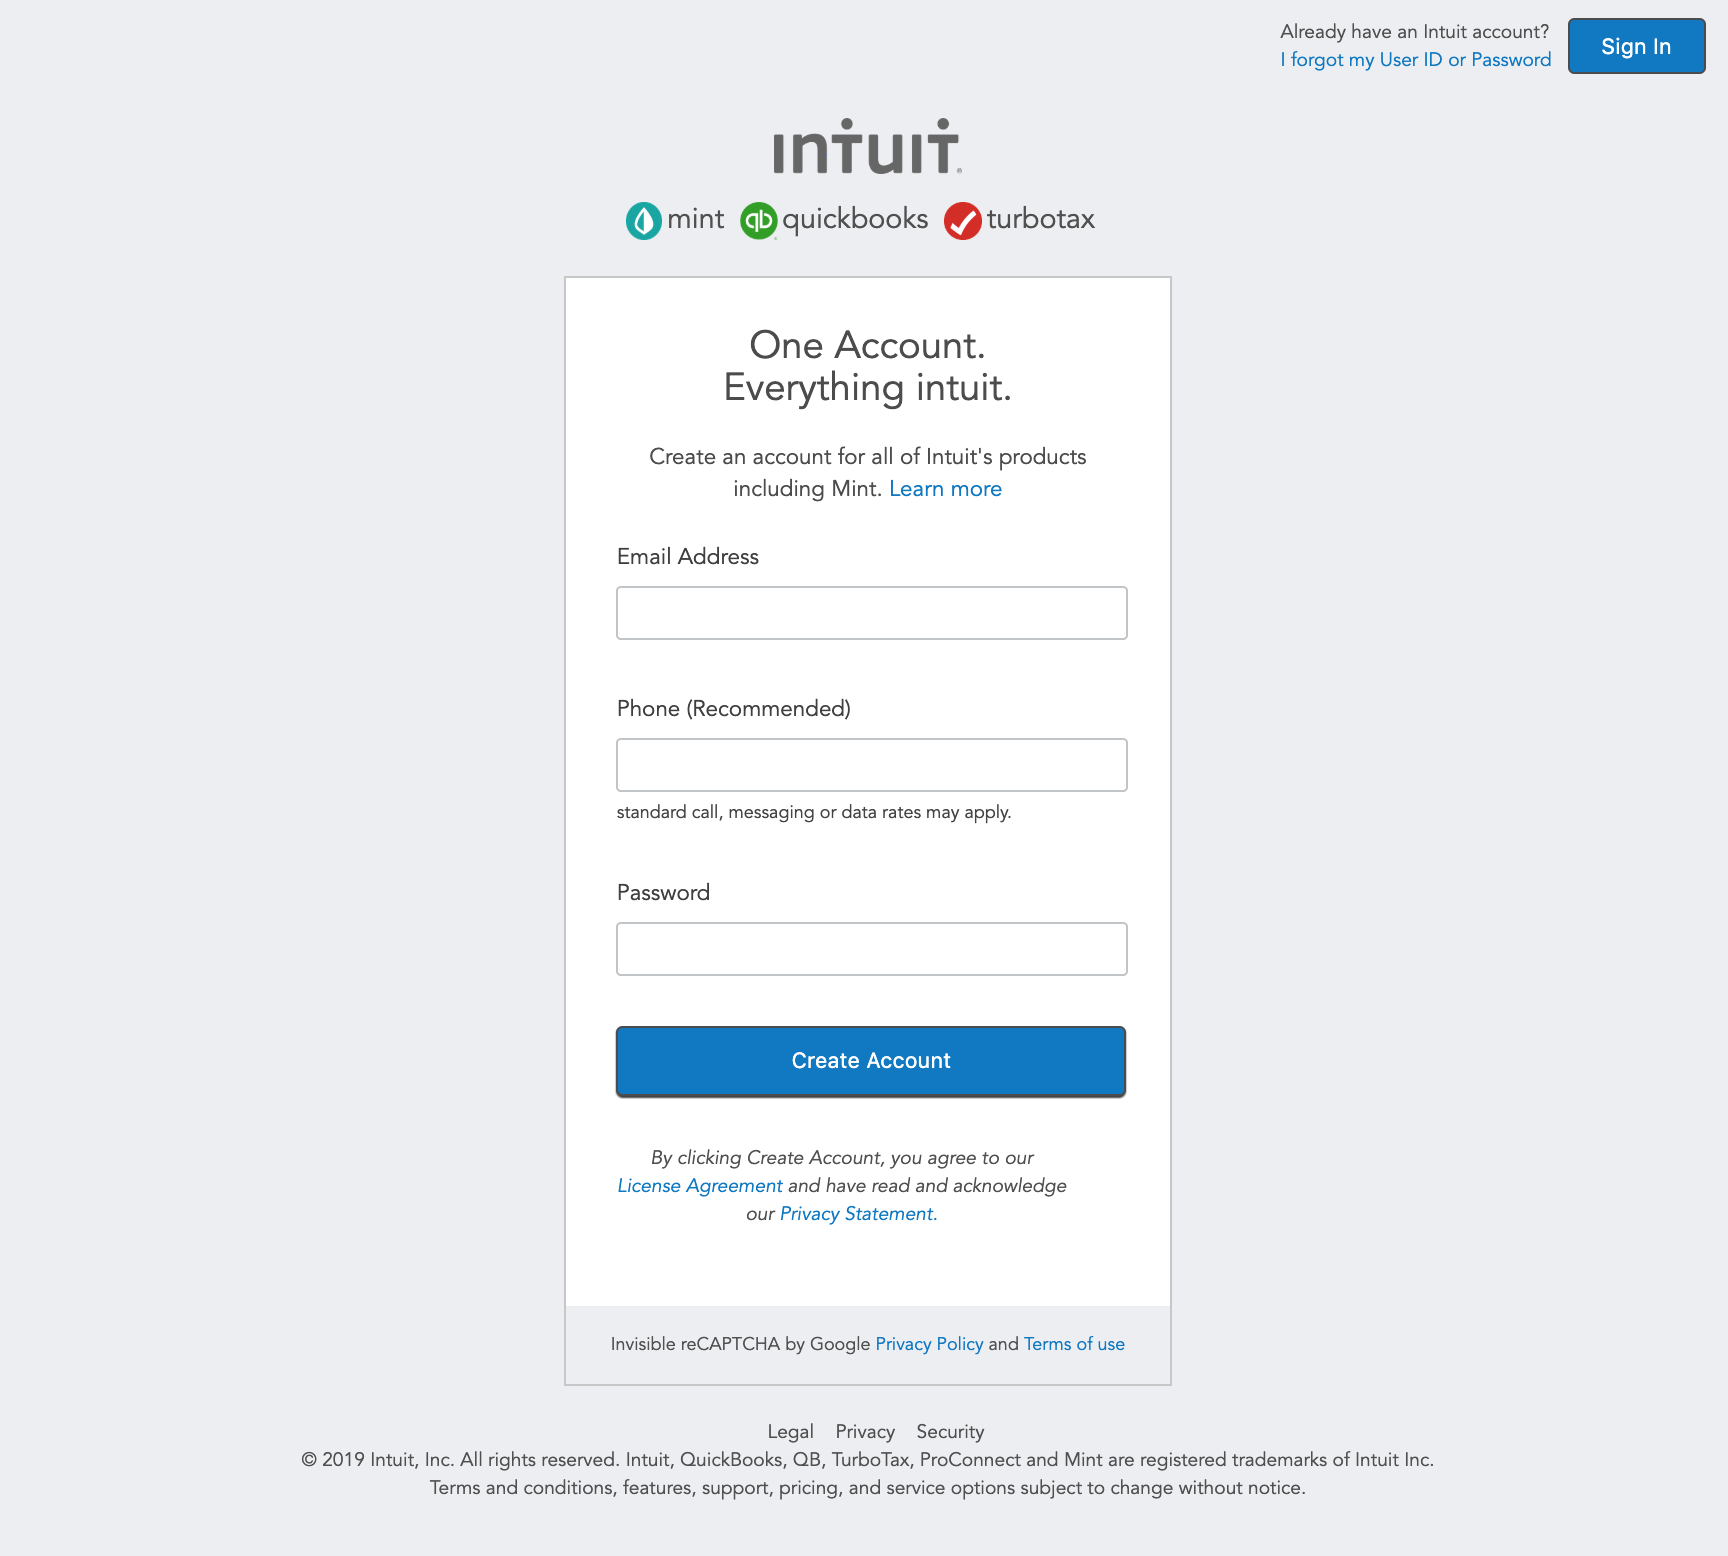 Already have an Intuit account?
I forgot my User ID or Password
Sign In
intuit
mint quickbooks turbotax
One Account.
Everything intuit.
Create an account for all of Intuit's products
including Mint. Learn more
Email Address
Phone (Recommended)
standard call, messaging or data rates may apply.
Password
Create Account
By clicking Create Account, you agree to our
License Agreement and have read and acknowledge
our Privacy Statement.
Invisible reCAPTCHA by Google Privacy Policy and Terms of use
Legal Privacy Security
© 2019 Intuit, Inc. All rights reserved. Intuit, QuickBooks, QB, TurboTax, ProConnect and Mint are registered trademarks of Intuit Inc.
Terms and conditions, features, support, pricing, and service options subject to change without notice.